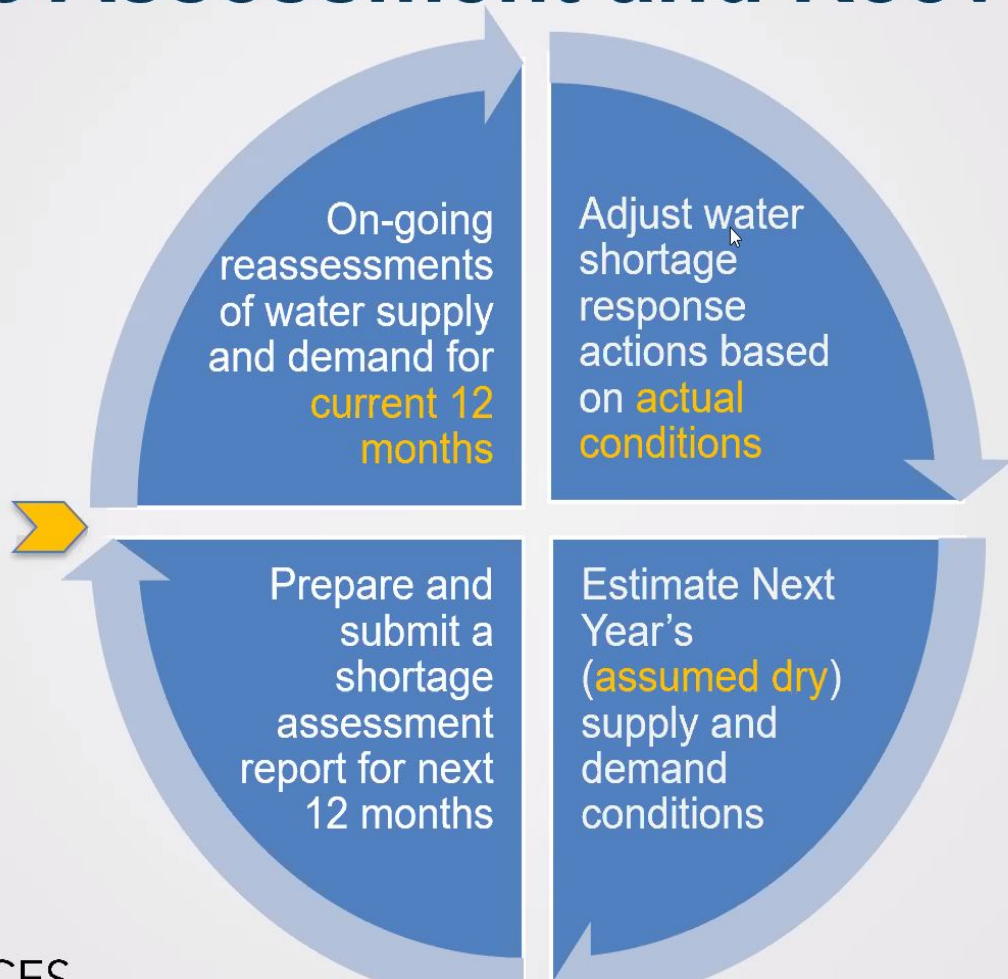 Assessment and
On-going
reassessments
of water supply
and demand for
current 12
months
Adjust water
shortage
response
actions based
on actual
conditions
Prepare and
submit a
shortage
assessment
report for next
12 months
Estimate Next
Year’s
(assumed dry)
supply and
demand
conditions